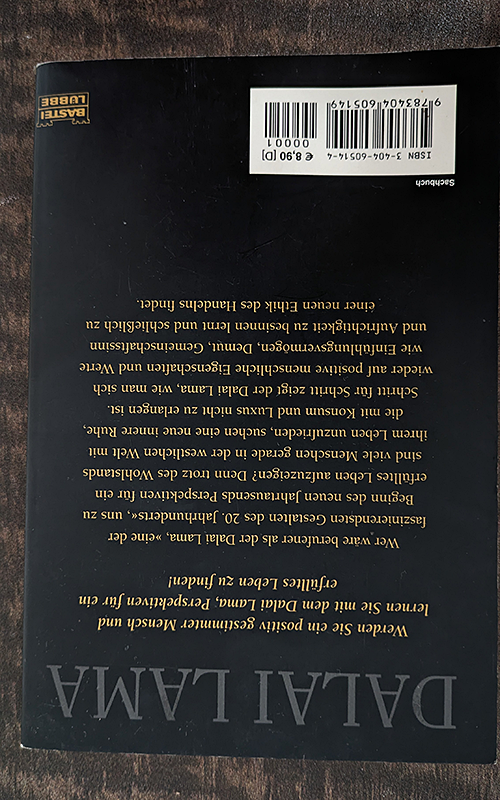 DALAI LAMA
Werden Sie ein positiv gestimmter Mensch und
lernen Sie mit dem Dalai Lama, Perspektiven für ein
erfülltes Leben zu finden!
Wer wäre berufener als der Dalai Lama, »eine der
faszinierendsten Gestalten des 20. Jahrhunderts«, uns zu
Beginn des neuen Jahrtausends Perspektiven für ein
erfülltes Leben aufzuzeigen? Denn trotz des Wohlstands
sind viele Menschen gerade in der westlichen Welt mit
ihrem Leben unzufrieden, suchen eine neue innere Ruhe,
die mit Konsum und Luxus nicht zu erlangen ist.
Schritt für Schritt zeigt der Dalai Lama, wie man sich
wieder auf positive menschliche Eigenschaften und Werte
wie Einfühlungsvermögen, Demut, Gemeinschaftssinn
und Aufrichtigkeit zu besinnen lernt und schließlich zu
einer neuen Ethik des Handelns findet.
Sachbuch
ISBN 3-404-60514-4
€ 8,90 [D]
00001
9 783404 605149
BASTEI
LÜBBE